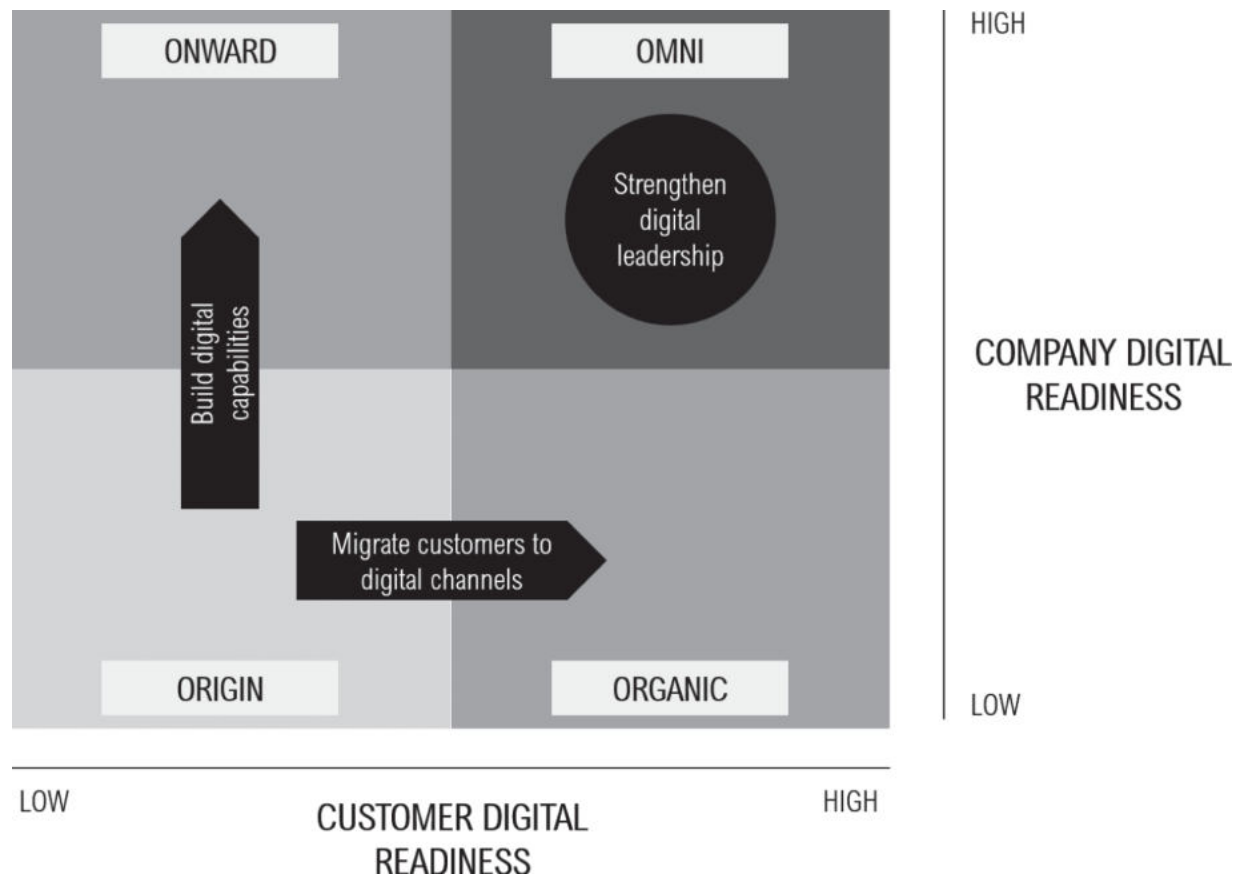 ONWARD
OMNI
HIGH
Strengthen
digital
leadership
Build digital
capabilities
COMPANY DIGITAL
READINESS
Migrate customers to
digital channels
ORIGIN
ORGANIC
LOW
LOW
HIGH
CUSTOMER DIGITAL
READINESS